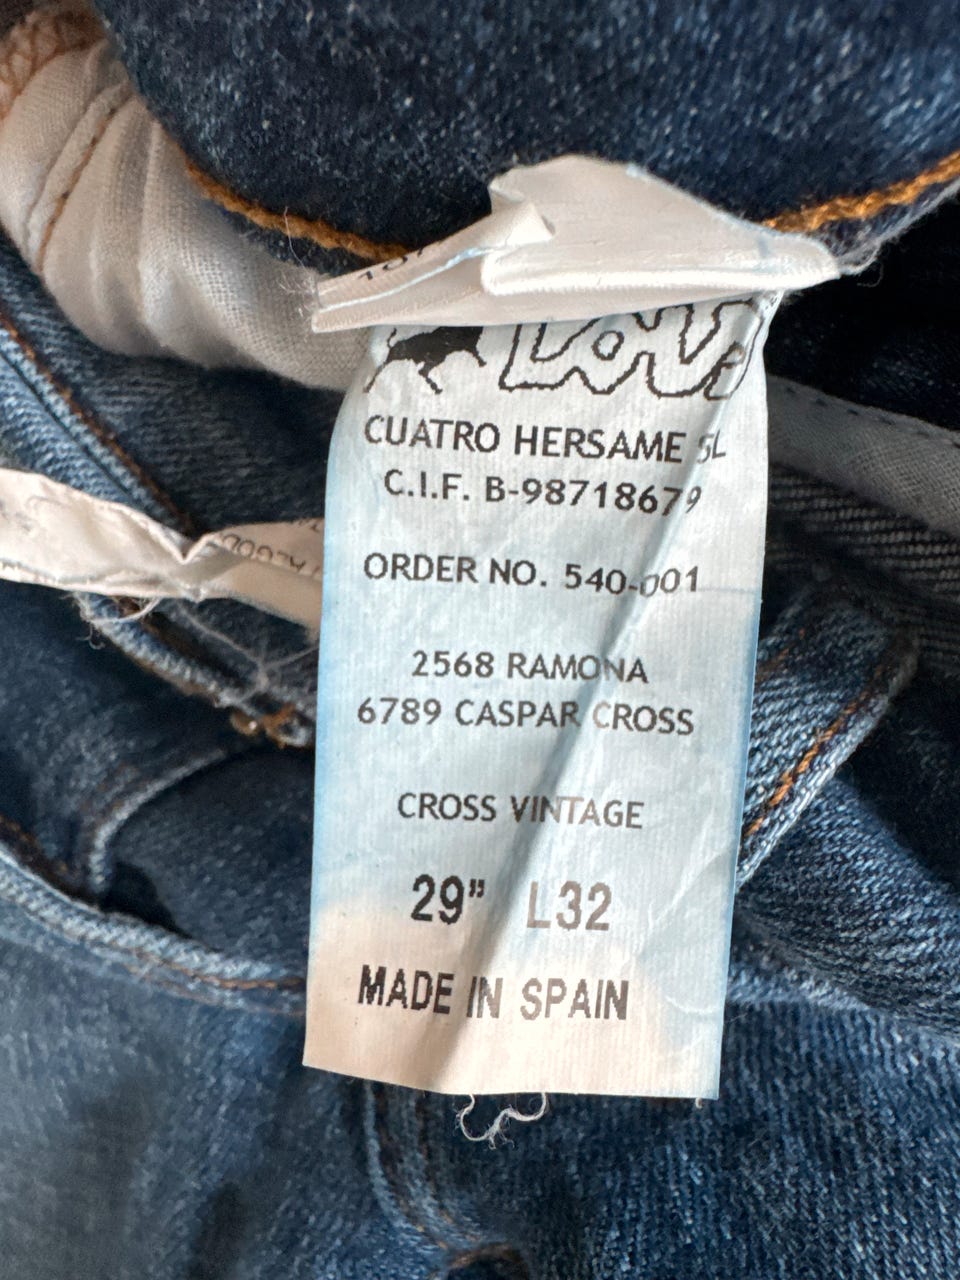 LOIS
CUATRO HERSAME SL
C.I.F. B-98718679
ORDER NO. 540-001
2568 RAMONA
6789 CASPAR CROSS
CROSS VINTAGE
29” L32
MADE IN SPAIN